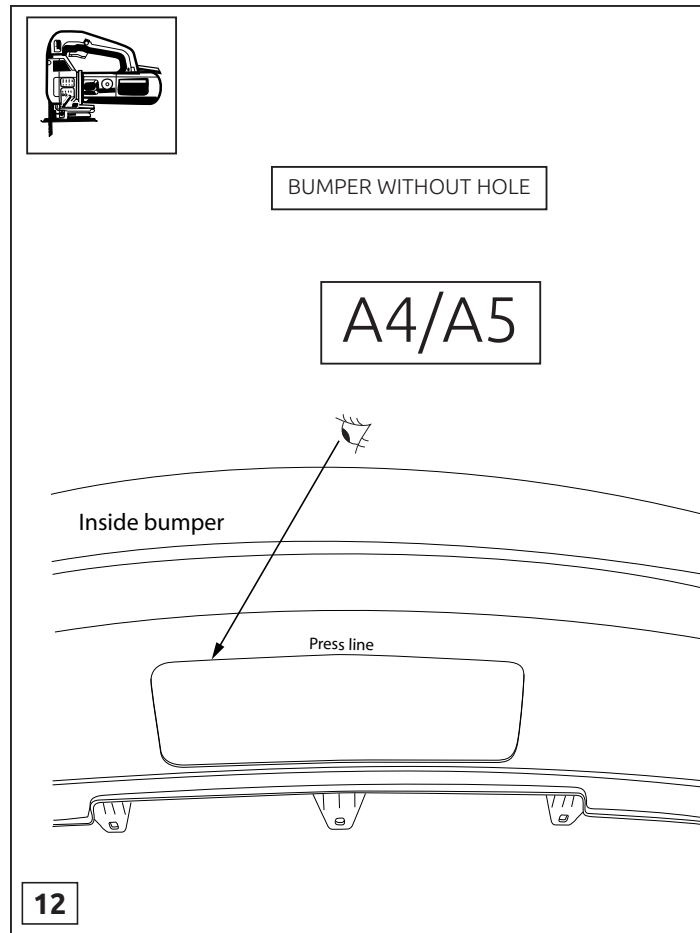 BUMPER WITHOUT HOLE
A4/A5
Inside bumper
Press line
12